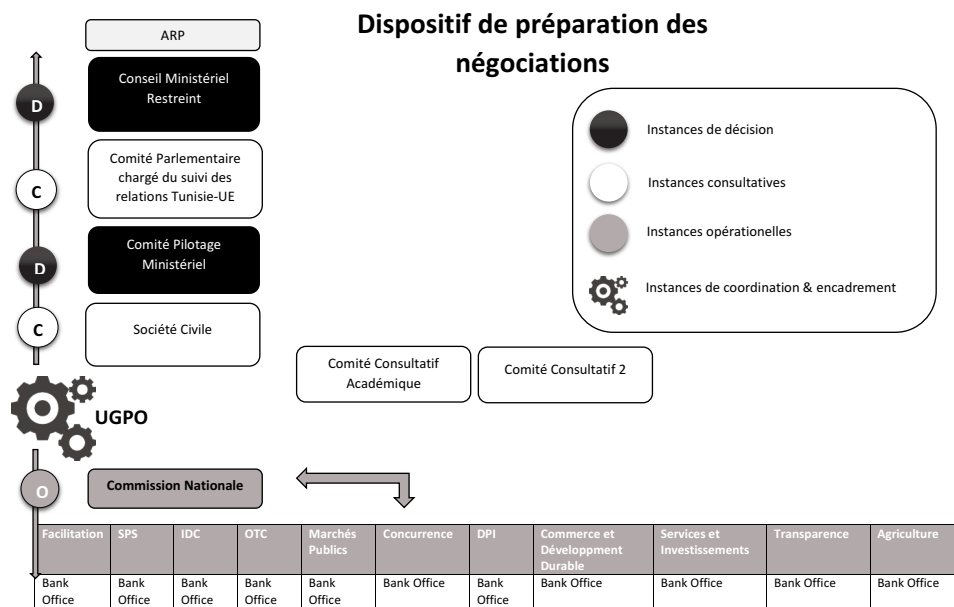 Dispositif de préparation des
négociations
ARP
Conseil Ministériel
Restreint
D
Comité Parlementaire
chargé du suivi des
relations Tunisie-UE
C
Comité Pilotage
Ministériel
D
Société Civile
C
Instances de décision
Instances consultatives
Instances opérationelles
Instances de coordination & encadrement
Comité Consultatif
Académique
Comité Consultatif 2
UGPO
O
Commission Nationale
Facilitation
SPS
IDC
OTC
Marchés
Publics
Concurrence
DPI
Commerce et
Développment
Durable
Services et
Investissements
Transparence
Agriculture
Bank
Office
Bank
Office
Bank
Office
Bank
Office
Bank
Office
Bank Office
Bank
Office
Bank Office
Bank Office
Bank Office
Bank Office